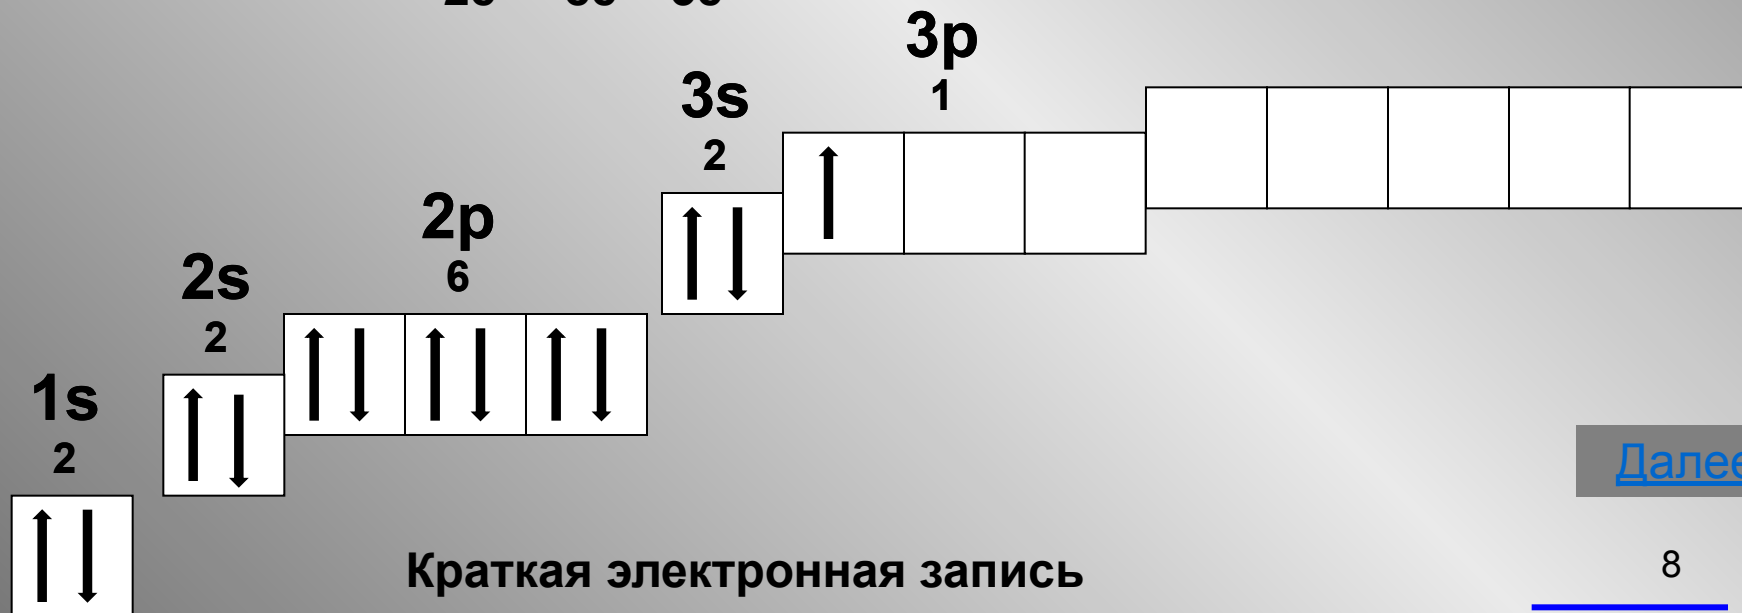 3p
1
3s
2
2p
6
2s
2
1s
2
Далее
Краткая электронная запись
8